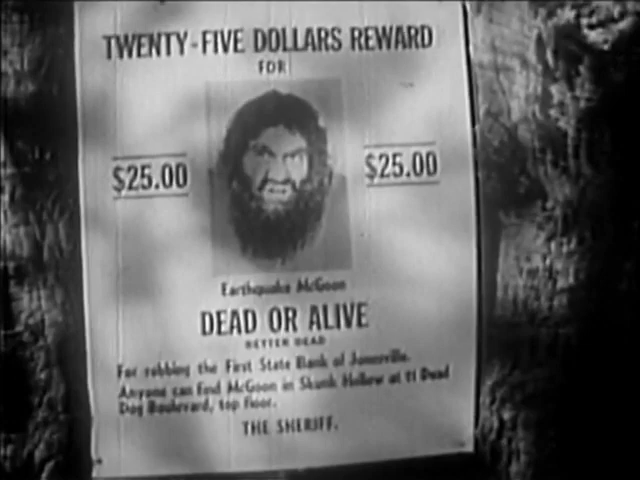 TWENTY-FIVE DOLLARS REWARD
FOR
$25.00 $25.00
Earthquake McGoon
DEAD OR ALIVE
BETTER DEAD
For robbing the First State Bank of Jonesville.
Anyone can find McGoon in Skunk Hollow at 11 Dead
Dog Boulevard, top floor.
THE SHERIFF.